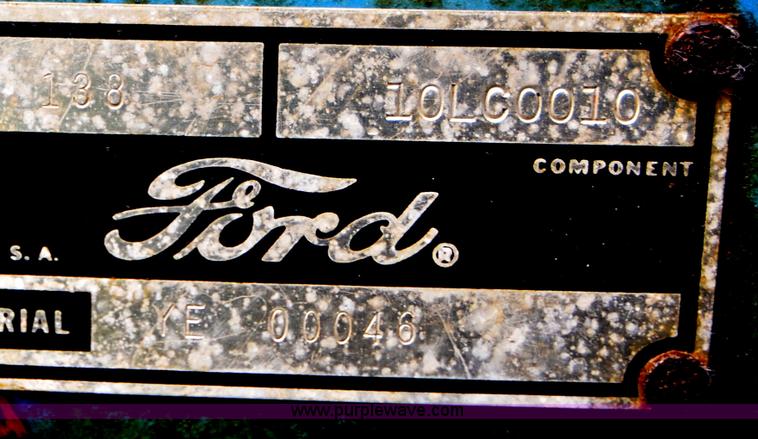 138 10LC0010
COMPONENT
Ford®
S. A.
RIAL YE 00046
www.purplewave.com